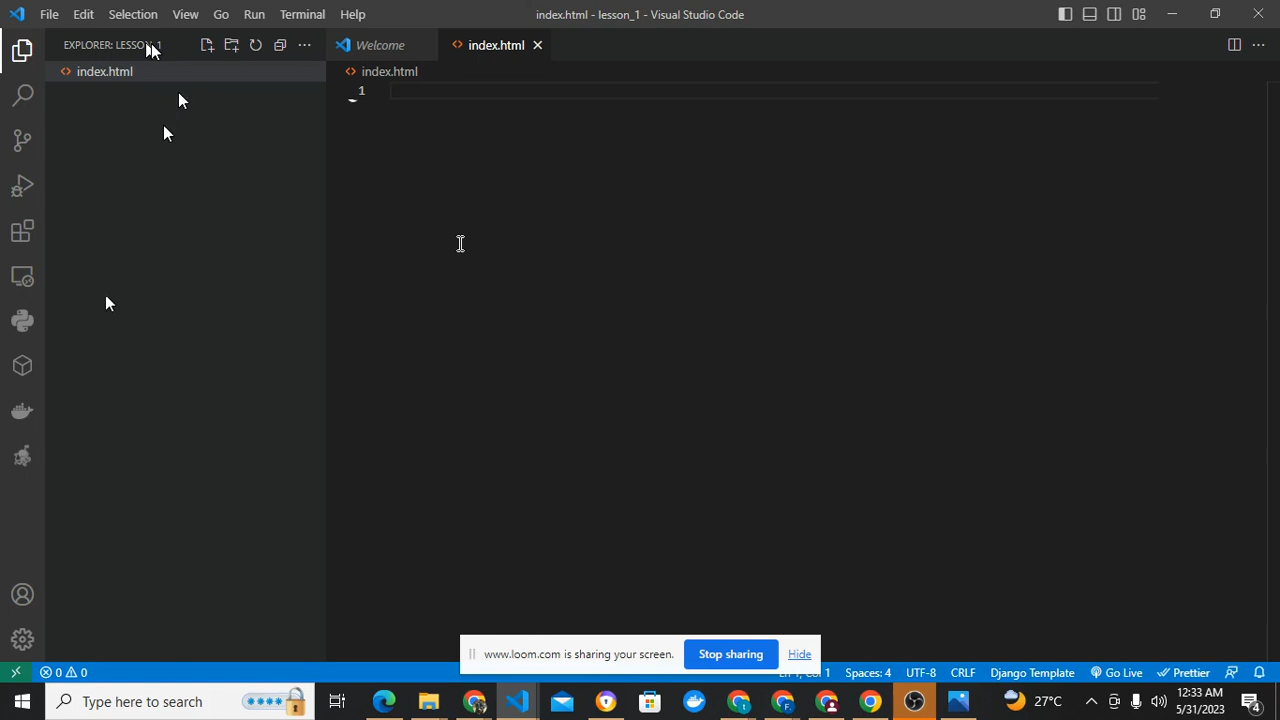 File Edit Selection View Go Run Terminal Help
index.html - lesson_1 - Visual Studio Code
EXPLORER: LESSON_1
Welcome
index.html
index.html
index.html
1
www.loom.com is sharing your screen.
Stop sharing
Hide
0 0
Spaces: 4
UTF-8
CRLF
Django Template
Go Live
Prettier
Type here to search
27°C
12:33 AM
5/31/2023
4